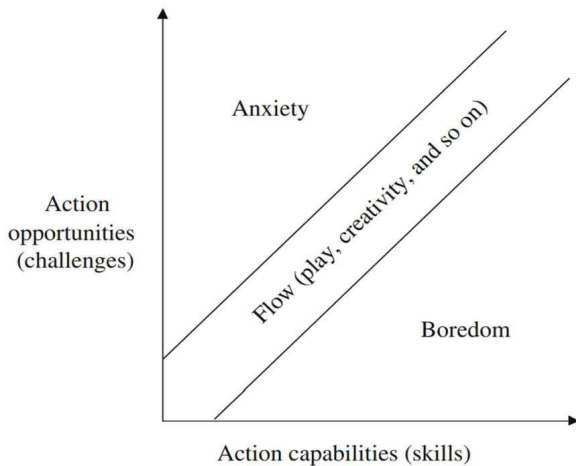 Anxiety
Action
opportunities
(challenges)
Flow (play, creativity, and so on)
Boredom
Action capabilities (skills)